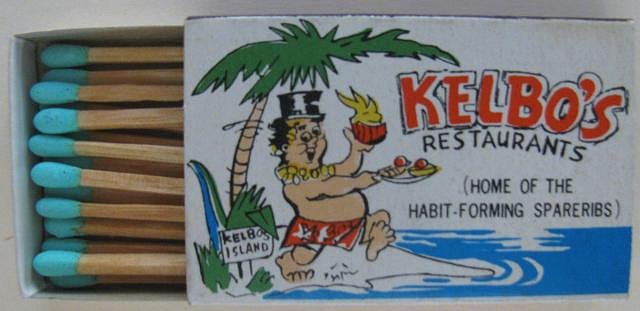 KELBO'S
RESTAURANTS
(HOME OF THE
HABIT-FORMING SPARERIBS)
KELBO'S
ISLAND